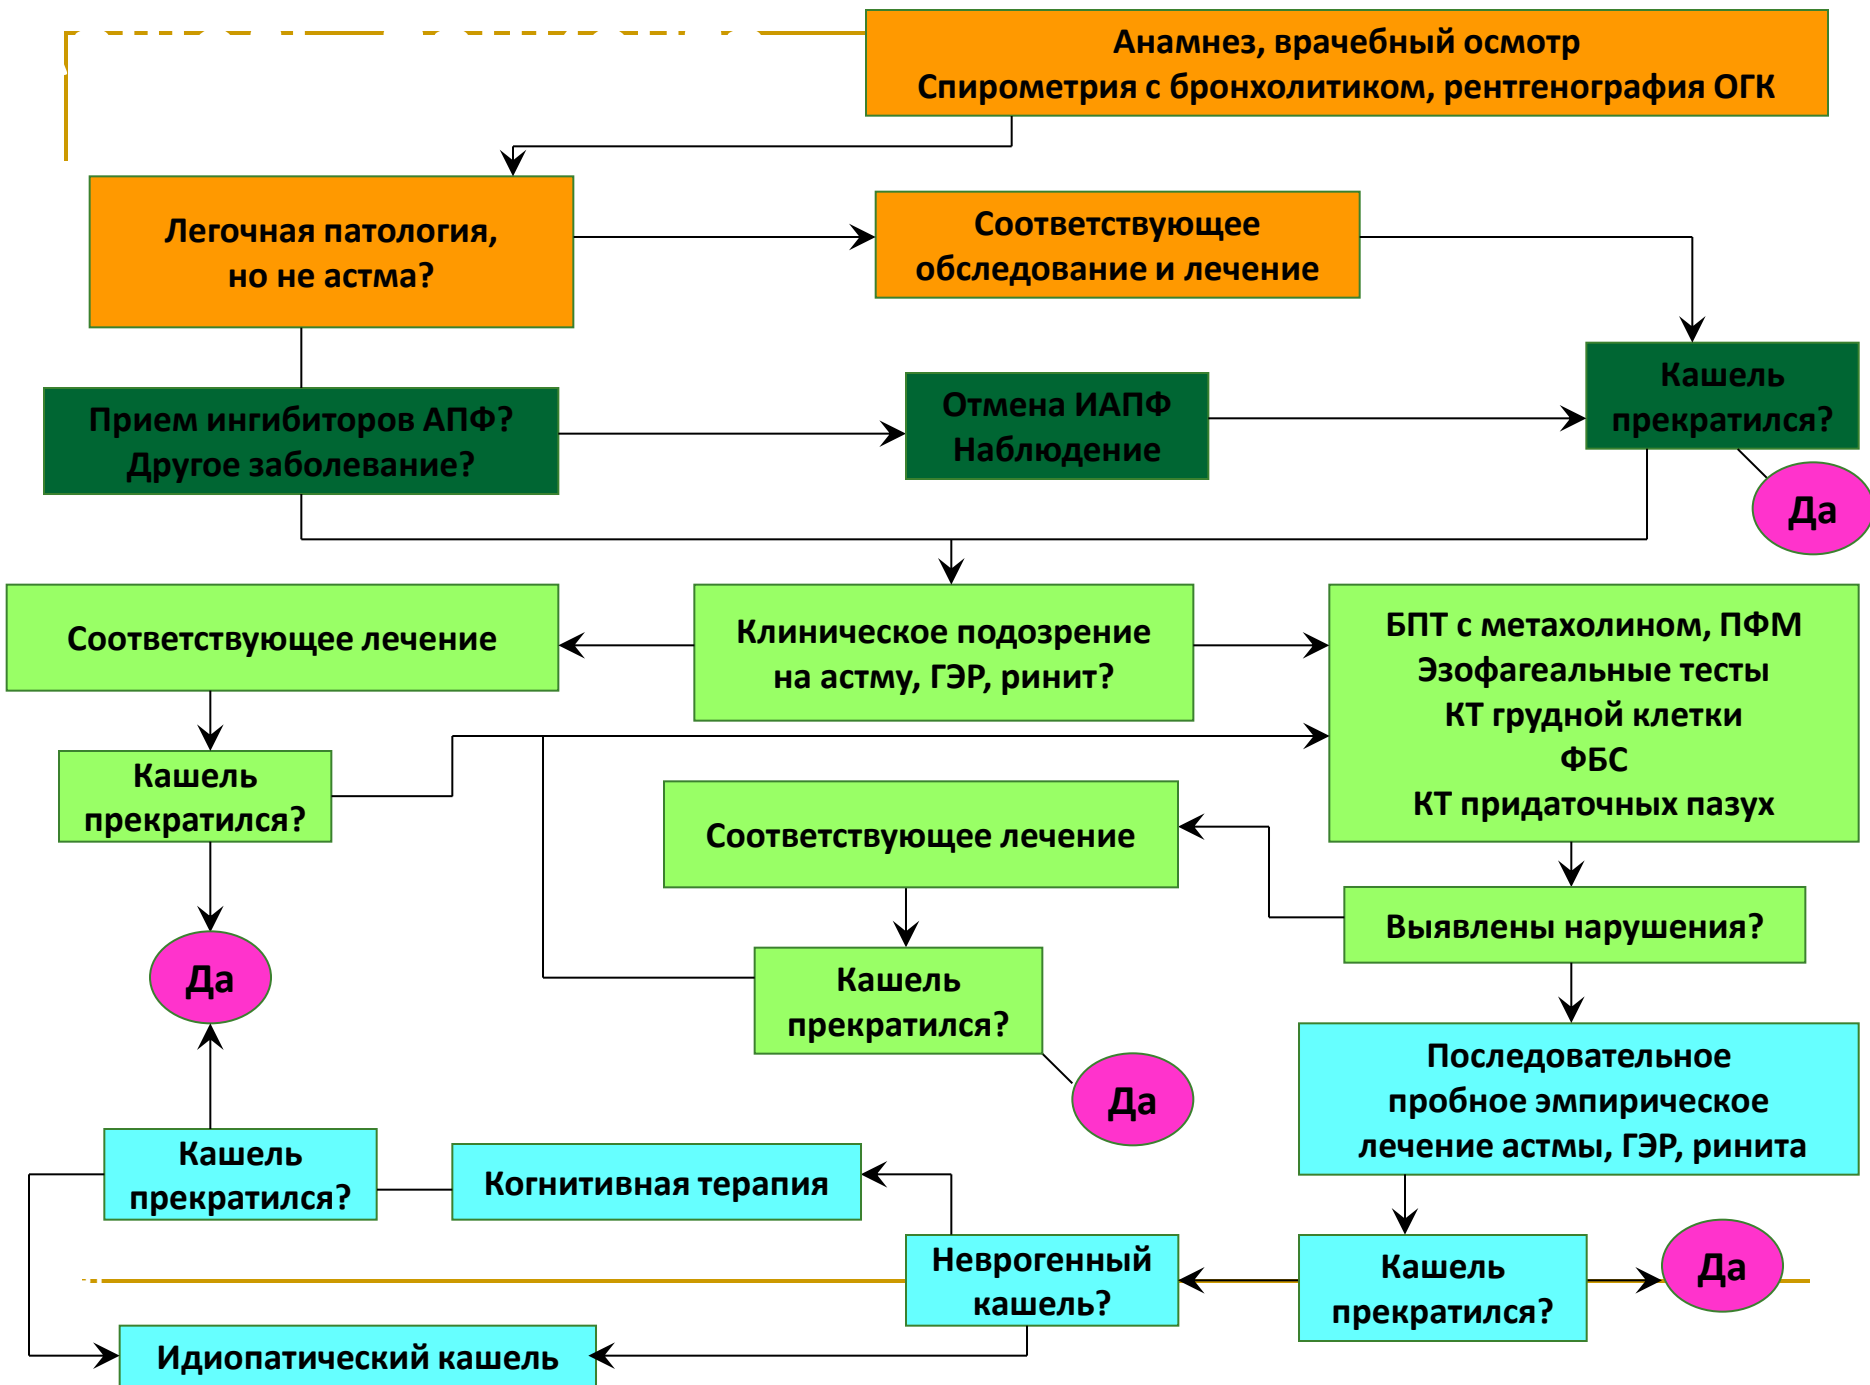 Анамнез, врачебный осмотр
Спирометрия с бронхолитиком, рентгенография ОГК
Легочная патология,
но не астма?
Соответствующее
обследование и лечение
Кашель
прекратился?
Прием ингибиторов АПФ?
Другое заболевание?
Отмена ИАПФ
Наблюдение
Да
Соответствующее лечение
Клиническое подозрение
на астму, ГЭР, ринит?
БПТ с метахолином, ПФМ
Эзофагеальные тесты
КТ грудной клетки
ФБС
КТ придаточных пазух
Кашель
прекратился?
Соответствующее лечение
Выявлены нарушения?
Да
Кашель
прекратился?
Да
Последовательное
пробное эмпирическое
лечение астмы, ГЭР, ринита
Кашель
прекратился?
Когнитивная терапия
Неврогенный
кашель?
Кашель
прекратился?
Да
Идиопатический кашель